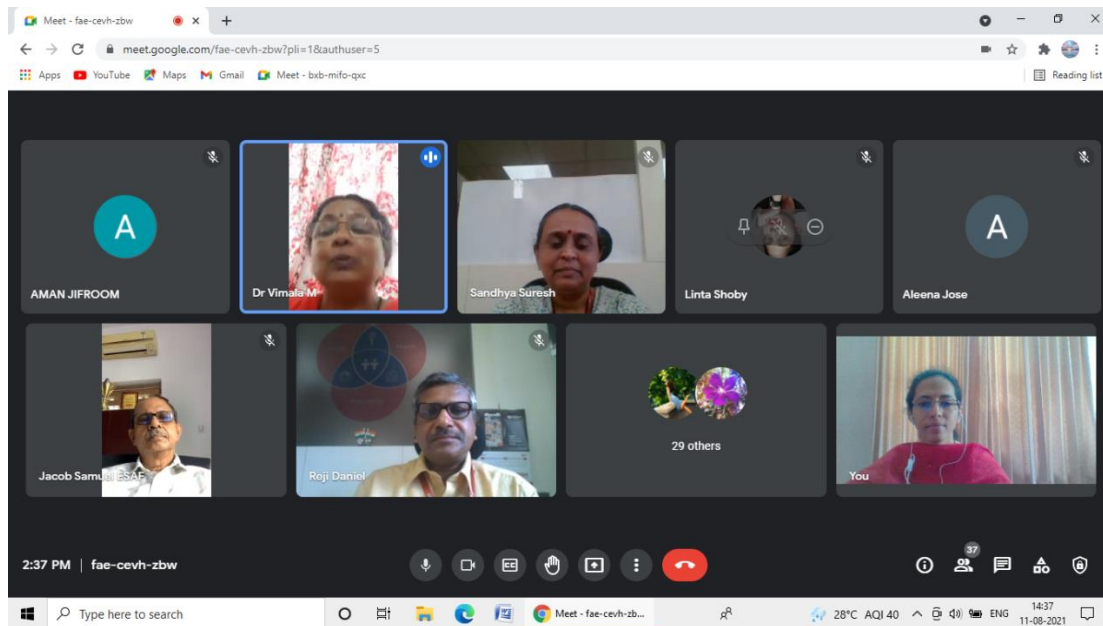 Meet - fae-cevh-zbw
meet.google.com/fae-cevh-zbw?pli=1&authuser=5
Apps YouTube Maps Gmail Meet - bxb-mifo-qxc Reading list
A
AMAN JIFROOM
Dr Vimala M
Sandhya Suresh
Linta Shoby
A
Aleena Jose
Jacob Samuel ESAF
Reji Daniel
29 others
You
2:37 PM | fae-cevh-zbw
CC
37
Type here to search
Meet - fae-cevh-zb...
28°C AQI 40
ENG
14:37
11-08-2021